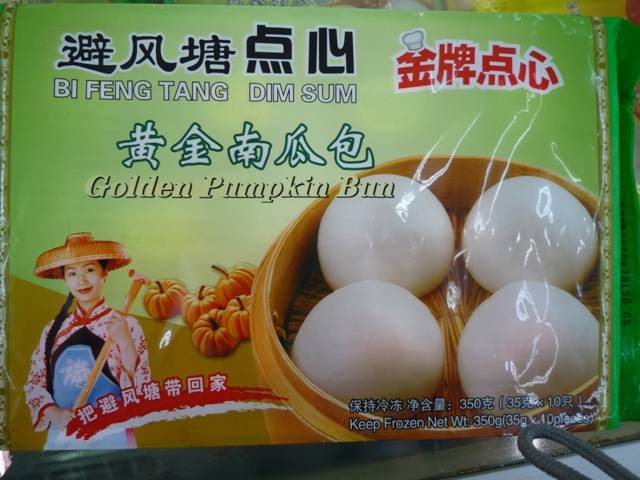 避风塘点心
BI FENG TANG DIM SUM
金牌点心
黄金南瓜包
Golden Pumpkin Bun
把避风塘带回家
保持冷冻 净含量：350克（35克×10只）
Keep Frozen Net Wt: 350g(35g×10pieces)